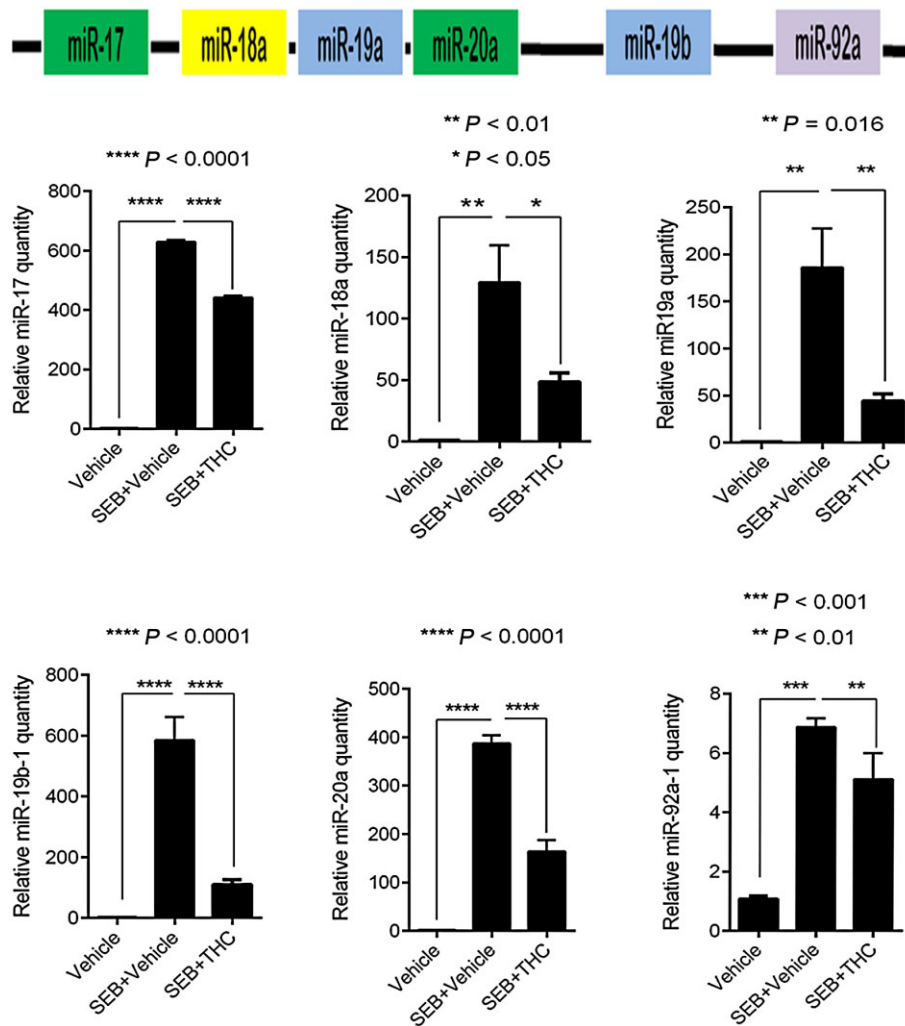 miR-17 miR-18a miR-19a miR-20a miR-19b miR-92a
**** P < 0.0001
800
600
400
200
0
Relative miR-17 quantity
**** ****
Vehicle
SEB+Vehicle
SEB+THC
** P < 0.01
* P < 0.05
200
150
100
50
0
Relative miR-18a quantity
** *
Vehicle
SEB+Vehicle
SEB+THC
** P = 0.016
250
200
150
100
50
0
Relative miR19a quantity
** **
Vehicle
SEB+Vehicle
SEB+THC
**** P < 0.0001
800
600
400
200
0
Relative miR-19b-1 quantity
**** ****
Vehicle
SEB+Vehicle
SEB+THC
**** P < 0.0001
500
400
300
200
100
0
Relative miR-20a quantity
**** ****
Vehicle
SEB+Vehicle
SEB+THC
*** P < 0.001
** P < 0.01
8
6
4
2
0
Relative miR-92a-1 quantity
*** **
Vehicle
SEB+Vehicle
SEB+THC